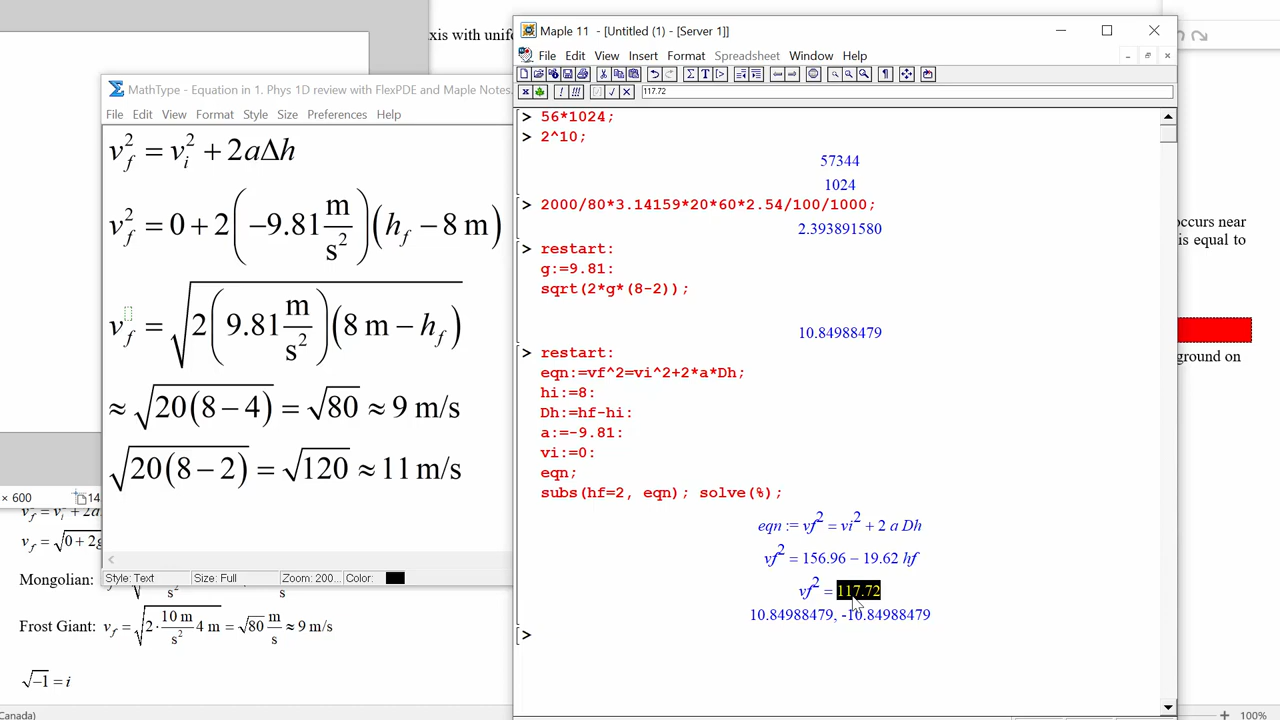 xis with unif
MathType - Equation in 1. Phys 1D review with FlexPDE and Maple Notes.
File Edit View Format Style Size Preferences Help
v_f^2 = v_i^2 + 2aΔh
v_f^2 = 0 + 2(−9.81 m/s^2)(h_f − 8 m)
v_f = √(2(9.81 m/s^2)(8 m − h_f))
≈ √(20(8 − 4)) = √80 ≈ 9 m/s
√(20(8 − 2)) = √120 ≈ 11 m/s
Style: Text Size: Full Zoom: 200... Color:
× 600
14.
v_f = √(0 + 2g
Mongolian:
s
Frost Giant: v_f = √(2·10 m/s^2 4 m) = √80 m/s ≈ 9 m/s
√−1 = i
Canada)
Maple 11 - [Untitled (1) - [Server 1]]
File Edit View Insert Format Spreadsheet Window Help
117.72
> 56*1024;
> 2^10;
57344
1024
> 2000/80*3.14159*20*60*2.54/100/1000;
2.393891580
> restart:
g:=9.81:
sqrt(2*g*(8-2));
10.84988479
> restart:
eqn:=vf^2=vi^2+2*a*Dh;
hi:=8:
Dh:=hf-hi:
a:=-9.81:
vi:=0:
eqn;
subs(hf=2, eqn); solve(%);
eqn := vf^2 = vi^2 + 2 a Dh
vf^2 = 156.96 − 19.62 hf
vf^2 = 117.72
10.84988479, -10.84988479
>
occurs near
is equal to
ground on
100%